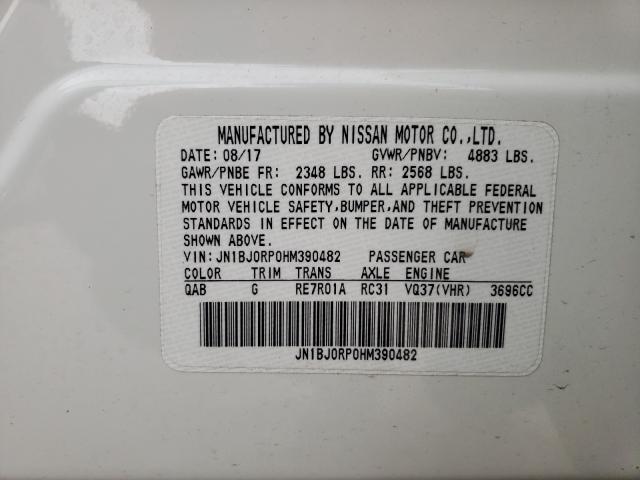 MANUFACTURED BY NISSAN MOTOR CO.,LTD.
DATE: 08/17 GVWR/PNBV: 4883 LBS.
GAWR/PNBE FR: 2348 LBS. RR: 2568 LBS.
THIS VEHICLE CONFORMS TO ALL APPLICABLE FEDERAL
MOTOR VEHICLE SAFETY,BUMPER,AND THEFT PREVENTION
STANDARDS IN EFFECT ON THE DATE OF MANUFACTURE
SHOWN ABOVE.
VIN: JN1BJ0RP0HM390482 PASSENGER CAR
COLOR TRIM TRANS AXLE ENGINE
QAB G RE7R01A RC31 VQ37(VHR) 3696CC
JN1BJ0RP0HM390482